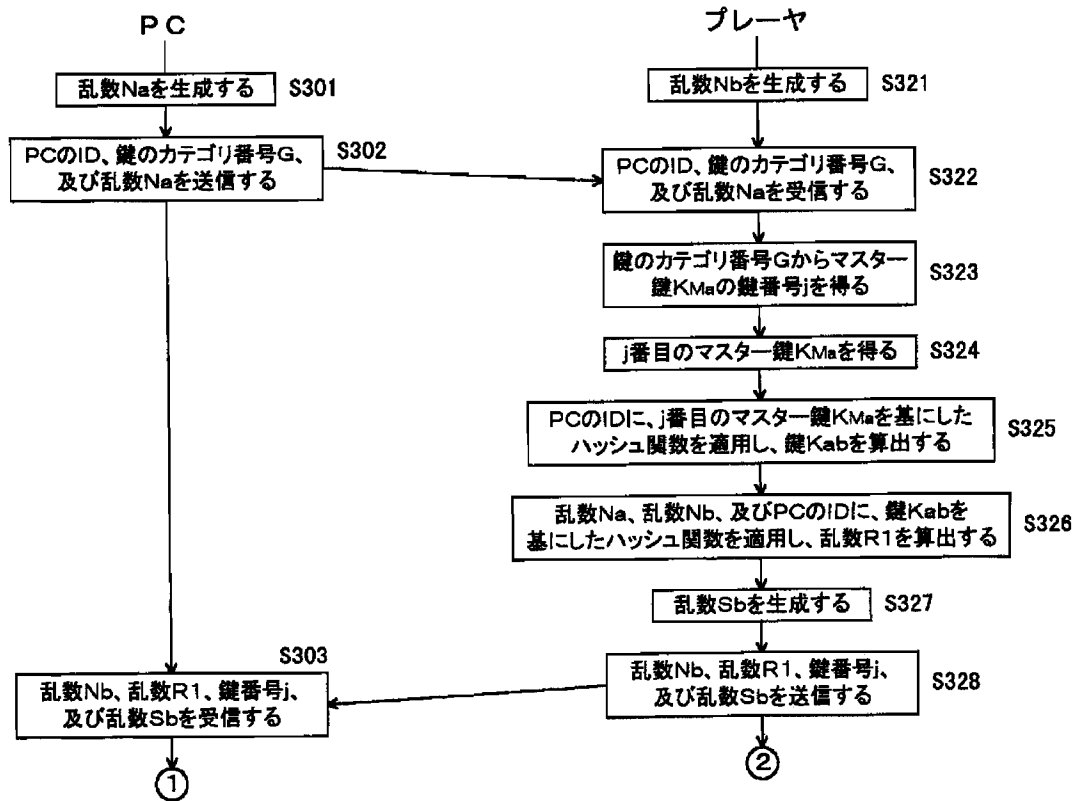 PC
プレーヤ
乱数Naを生成する
S301
乱数Nbを生成する
S321
PCのID、鍵のカテゴリ番号G、
及び乱数Naを送信する
S302
PCのID、鍵のカテゴリ番号G、
及び乱数Naを受信する
S322
鍵のカテゴリ番号Gからマスター
鍵KMaの鍵番号jを得る
S323
j番目のマスター鍵KMaを得る
S324
PCのIDに、j番目のマスター鍵KMaを基にした
ハッシュ関数を適用し、鍵Kabを算出する
S325
乱数Na、乱数Nb、及びPCのIDに、鍵Kabを
基にしたハッシュ関数を適用し、乱数R1を算出する
S326
乱数Sbを生成する
S327
S303
乱数Nb、乱数R1、鍵番号j、
及び乱数Sbを受信する
乱数Nb、乱数R1、鍵番号j、
及び乱数Sbを送信する
S328
①
②